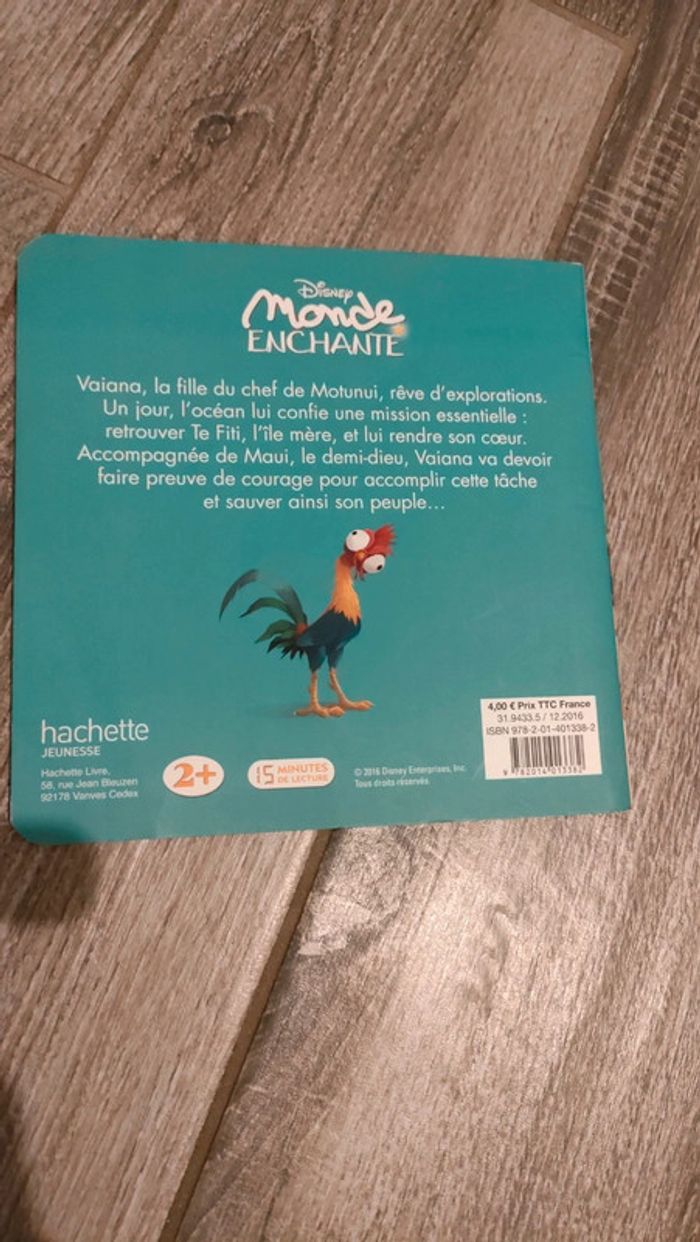 Disney
Monde
ENCHANTÉ
Vaiana, la fille du chef de Motunui, rêve d'explorations.
Un jour, l'océan lui confie une mission essentielle :
retrouver Te Fiti, l'île mère, et lui rendre son cœur.
Accompagnée de Maui, le demi-dieu, Vaiana va devoir
faire preuve de courage pour accomplir cette tâche
et sauver ainsi son peuple...
hachette
JEUNESSE
Hachette Livre,
58, rue Jean Bleuzen
92178 Vanves Cedex
2+
15 MINUTES
DE LECTURE
© 2016 Disney Enterprises, Inc.
Tous droits réservés.
4,00 € Prix TTC France
31.9433.5 / 12.2016
ISBN 978-2-01-401338-2
9 782014 013382